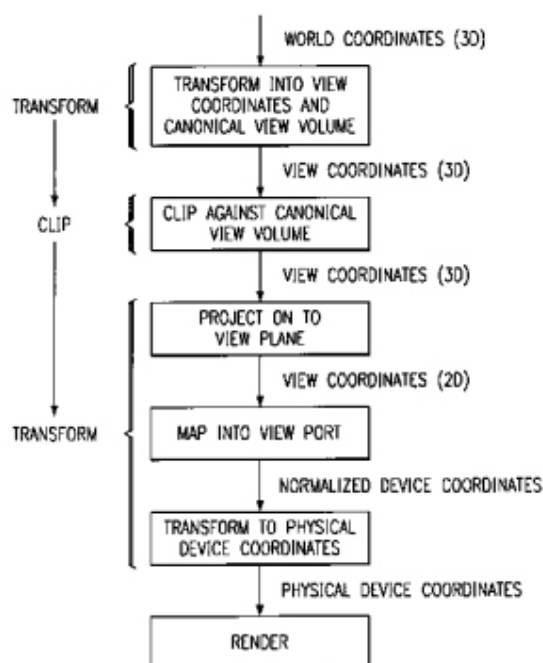 WORLD COORDINATES (3D)
TRANSFORM INTO VIEW
COORDINATES AND
CANONICAL VIEW VOLUME
TRANSFORM
VIEW COORDINATES (3D)
CLIP AGAINST CANONICAL
VIEW VOLUME
CLIP
VIEW COORDINATES (3D)
PROJECT ON TO
VIEW PLANE
VIEW COORDINATES (2D)
TRANSFORM
MAP INTO VIEW PORT
NORMALIZED DEVICE COORDINATES
TRANSFORM TO PHYSICAL
DEVICE COORDINATES
PHYSICAL DEVICE COORDINATES
RENDER